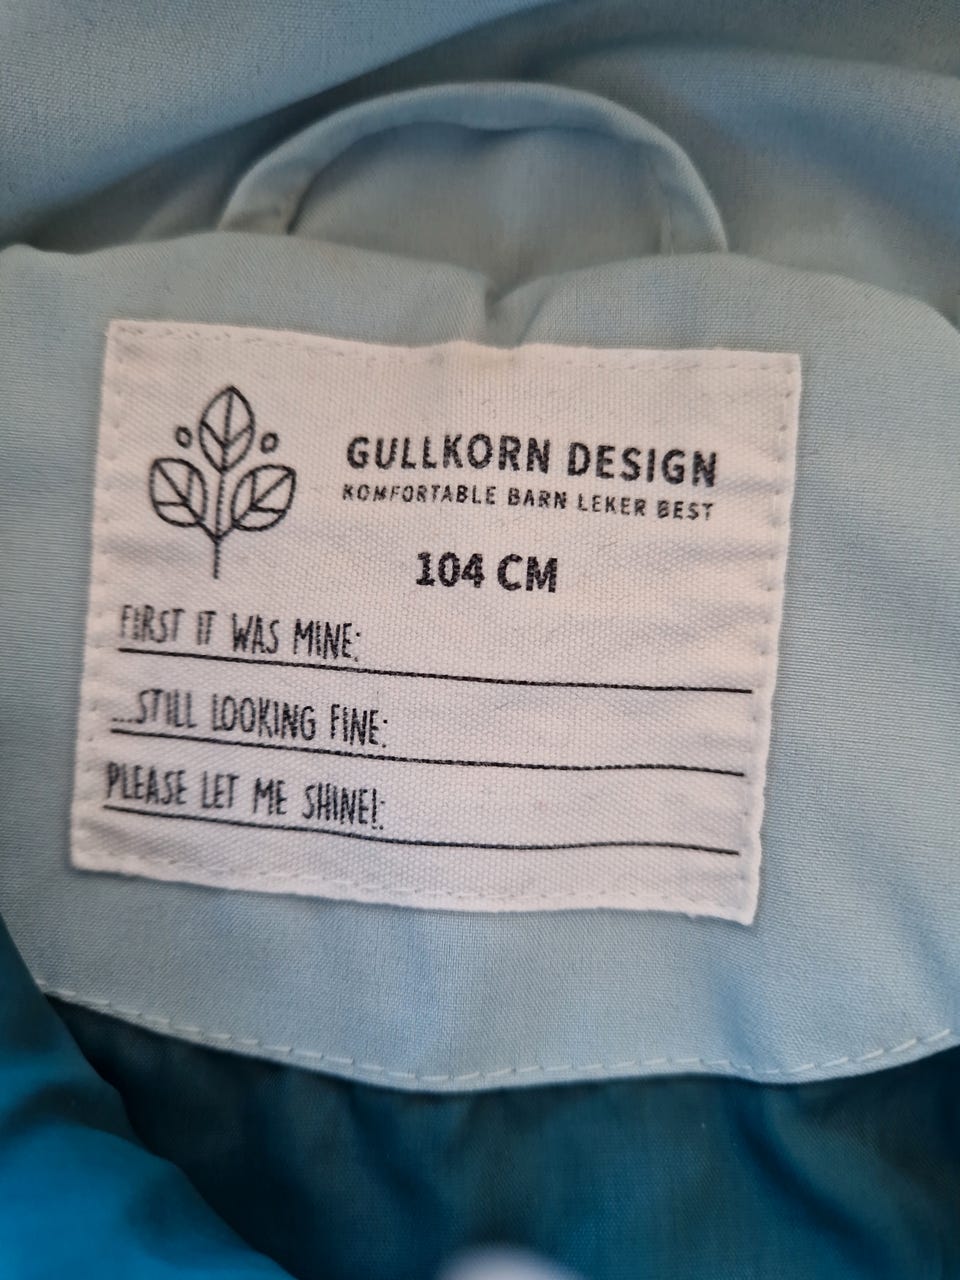 GULLKORN DESIGN
KOMFORTABLE BARN LEKER BEST
104 CM
FIRST IT WAS MINE:
...STILL LOOKING FINE:
PLEASE LET ME SHINE!: